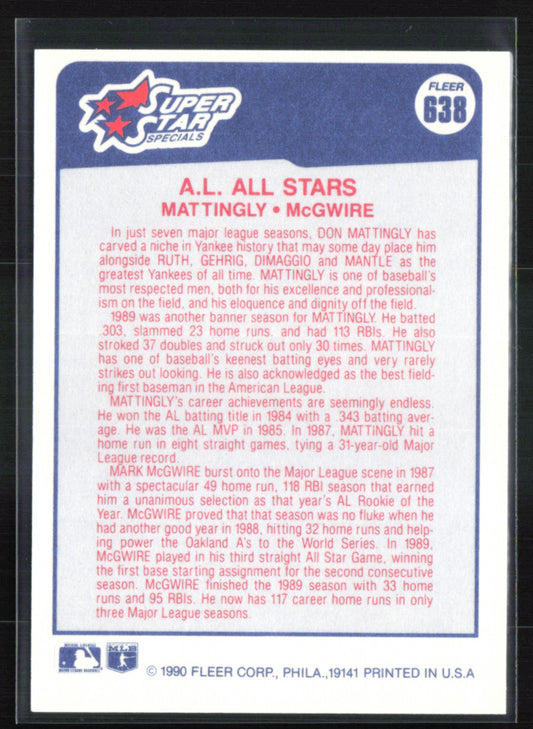 SUPER
STAR
SPECIALS
FLEER
638
A.L. ALL STARS
MATTINGLY • McGWIRE
In just seven major league seasons, DON MATTINGLY has
carved a niche in Yankee history that may some day place him
alongside RUTH, GEHRIG, DIMAGGIO and MANTLE as
the greatest Yankees of all time. MATTINGLY is one of baseball's
most respected men, both for his excellence and professional-
ism on the field, and his eloquence and dignity off the field.
1989 was another banner season for MATTINGLY. He batted
.303, slammed 23 home runs, and had 113 RBIs. He also
stroked 37 doubles and struck out only 30 times. MATTINGLY
has one of baseball's keenest batting eyes and very rarely
strikes out looking. He is also acknowledged as the best field-
ing first baseman in the American League.
MATTINGLY's career achievements are seemingly endless.
He won the AL batting title in 1984 with a .343 batting aver-
age. He was the AL MVP in 1985. In 1987, MATTINGLY hit a
home run in eight straight games, tying a 31-year-old Major
League record.
MARK McGWIRE burst onto the Major League scene in 1987
with a spectacular 49 home run, 118 RBI season that earned
him a unanimous selection as that year's AL Rookie of the
Year. McGWIRE proved that that season was no fluke when he
had another good year in 1988, hitting 32 home runs and help-
ing power the Oakland A's to the World Series. In 1989,
McGWIRE played in his third straight All Star Game, winning
the first base starting assignment for the second consecutive
season. McGWIRE finished the 1989 season with 33 home
runs and 95 RBIs. He now has 117 career home runs in only
three Major League seasons.
MLB
© 1990 FLEER CORP., PHILA.,19141 PRINTED IN U.S.A